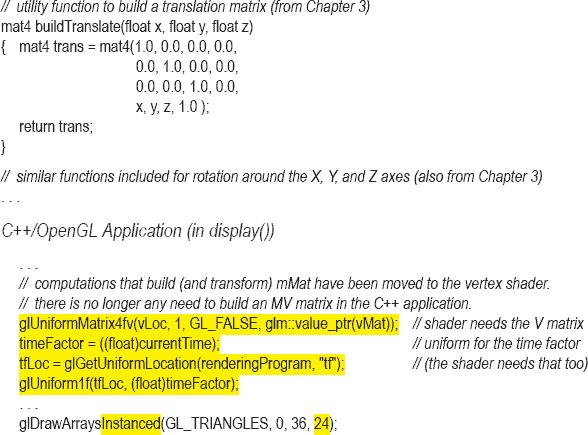 // utility function to build a translation matrix (from Chapter 3)
mat4 buildTranslate(float x, float y, float z)
{ mat4 trans = mat4(1.0, 0.0, 0.0, 0.0,
0.0, 1.0, 0.0, 0.0,
0.0, 0.0, 1.0, 0.0,
x, y, z, 1.0 );
return trans;
}
// similar functions included for rotation around the X, Y, and Z axes (also from Chapter 3)
. . .
C++/OpenGL Application (in display())
. . .
// computations that build (and transform) mMat have been moved to the vertex shader.
// there is no longer any need to build an MV matrix in the C++ application.
glUniformMatrix4fv(vLoc, 1, GL_FALSE, glm::value_ptr(vMat)); // shader needs the V matrix
timeFactor = ((float)currentTime); // uniform for the time factor
tfLoc = glGetUniformLocation(renderingProgram, "tf"); // (the shader needs that too)
glUniform1f(tfLoc, (float)timeFactor);
. . .
glDrawArraysInstanced(GL_TRIANGLES, 0, 36, 24);